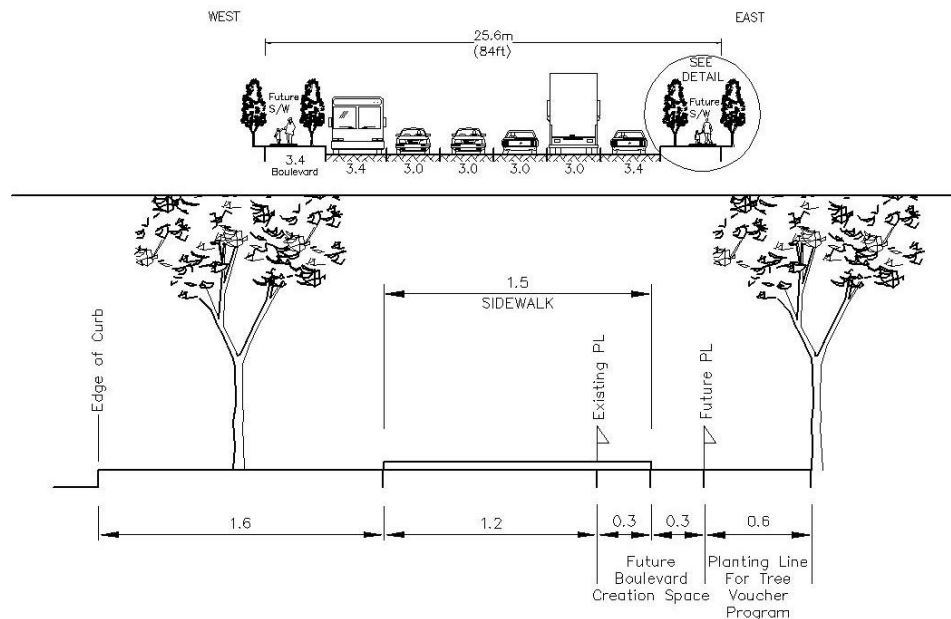 WEST
EAST
25.6m
(84ft)
SEE
DETAIL
Future
S/W
Future
S/W
3.4
Boulevard
3.4
3.0
3.0
3.0
3.0
3.4
1.5
SIDEWALK
Edge of Curb
Existing PL
Future PL
1.6
1.2
0.3
0.3
0.6
Future
Boulevard
Creation Space
Planting Line
For Tree
Voucher
Program